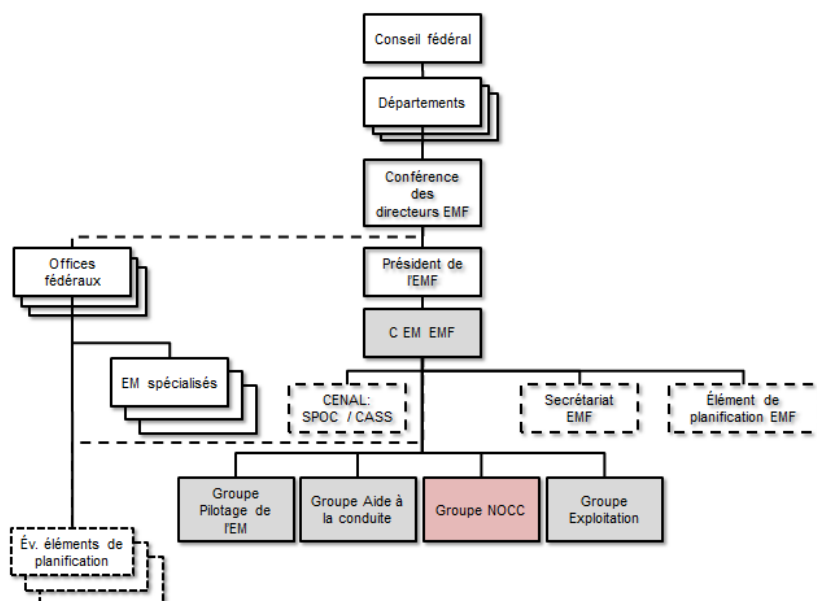 Conseil fédéral
Départements
Conférence
des
directeurs EMF
Offices
fédéraux
Président de
l'EMF
C EM EMF
EM spécialisés
CENAL:
SPOC / CASS
Secrétariat
EMF
Élément de
planification EMF
Groupe
Pilotage de
l'EM
Groupe Aide à
la conduite
Groupe NOCC
Groupe
Exploitation
Év. éléments de
planification